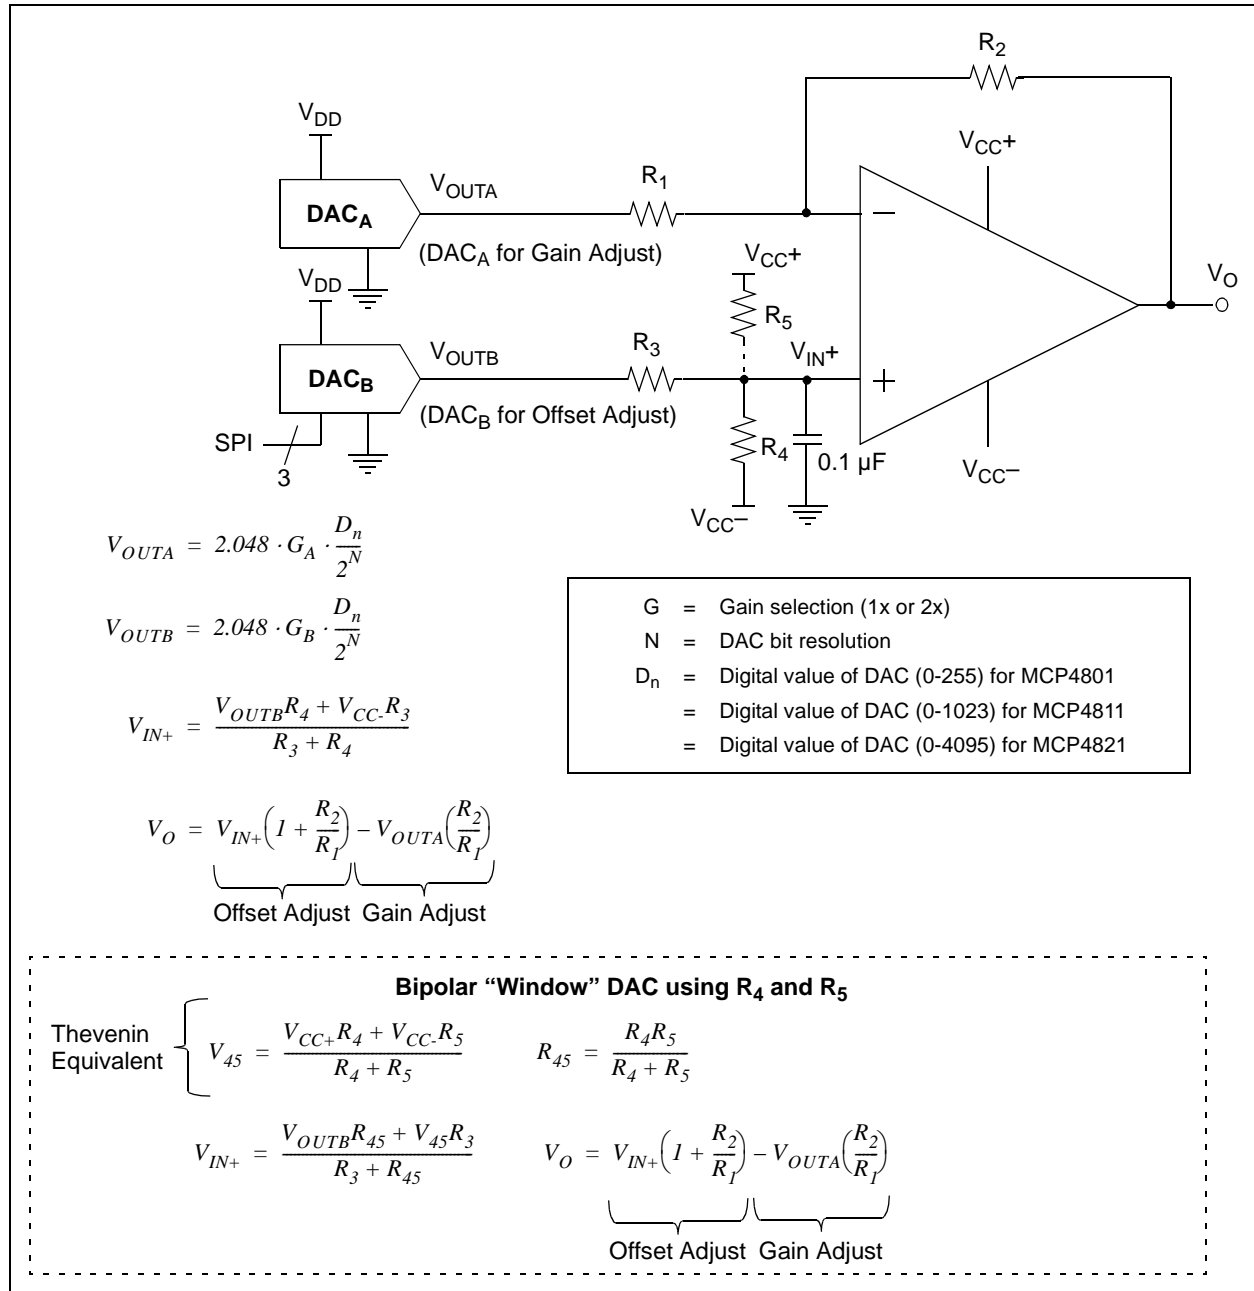 R2
VDD
VCC+
R1
VOUTA
DACA
(DACA for Gain Adjust)
VCC+
VO
VDD
R5
R3
VIN+
VOUTB
DACB
(DACB for Offset Adjust)
SPI
3
R4
0.1 µF
VCC–
VCC–
VOUTA = 2.048 · GA · Dn / 2^N
VOUTB = 2.048 · GB · Dn / 2^N
G = Gain selection (1x or 2x)
N = DAC bit resolution
Dn = Digital value of DAC (0-255) for MCP4801
= Digital value of DAC (0-1023) for MCP4811
= Digital value of DAC (0-4095) for MCP4821
VIN+ = (VOUTBR4 + VCC-R3) / (R3 + R4)
VO = VIN+(1 + R2/R1) – VOUTA(R2/R1)
Offset Adjust Gain Adjust
Bipolar “Window” DAC using R4 and R5
Thevenin
Equivalent
V45 = (VCC+R4 + VCC-R5) / (R4 + R5)
R45 = R4R5 / (R4 + R5)
VIN+ = (VOUTBR45 + V45R3) / (R3 + R45)
VO = VIN+(1 + R2/R1) – VOUTA(R2/R1)
Offset Adjust Gain Adjust